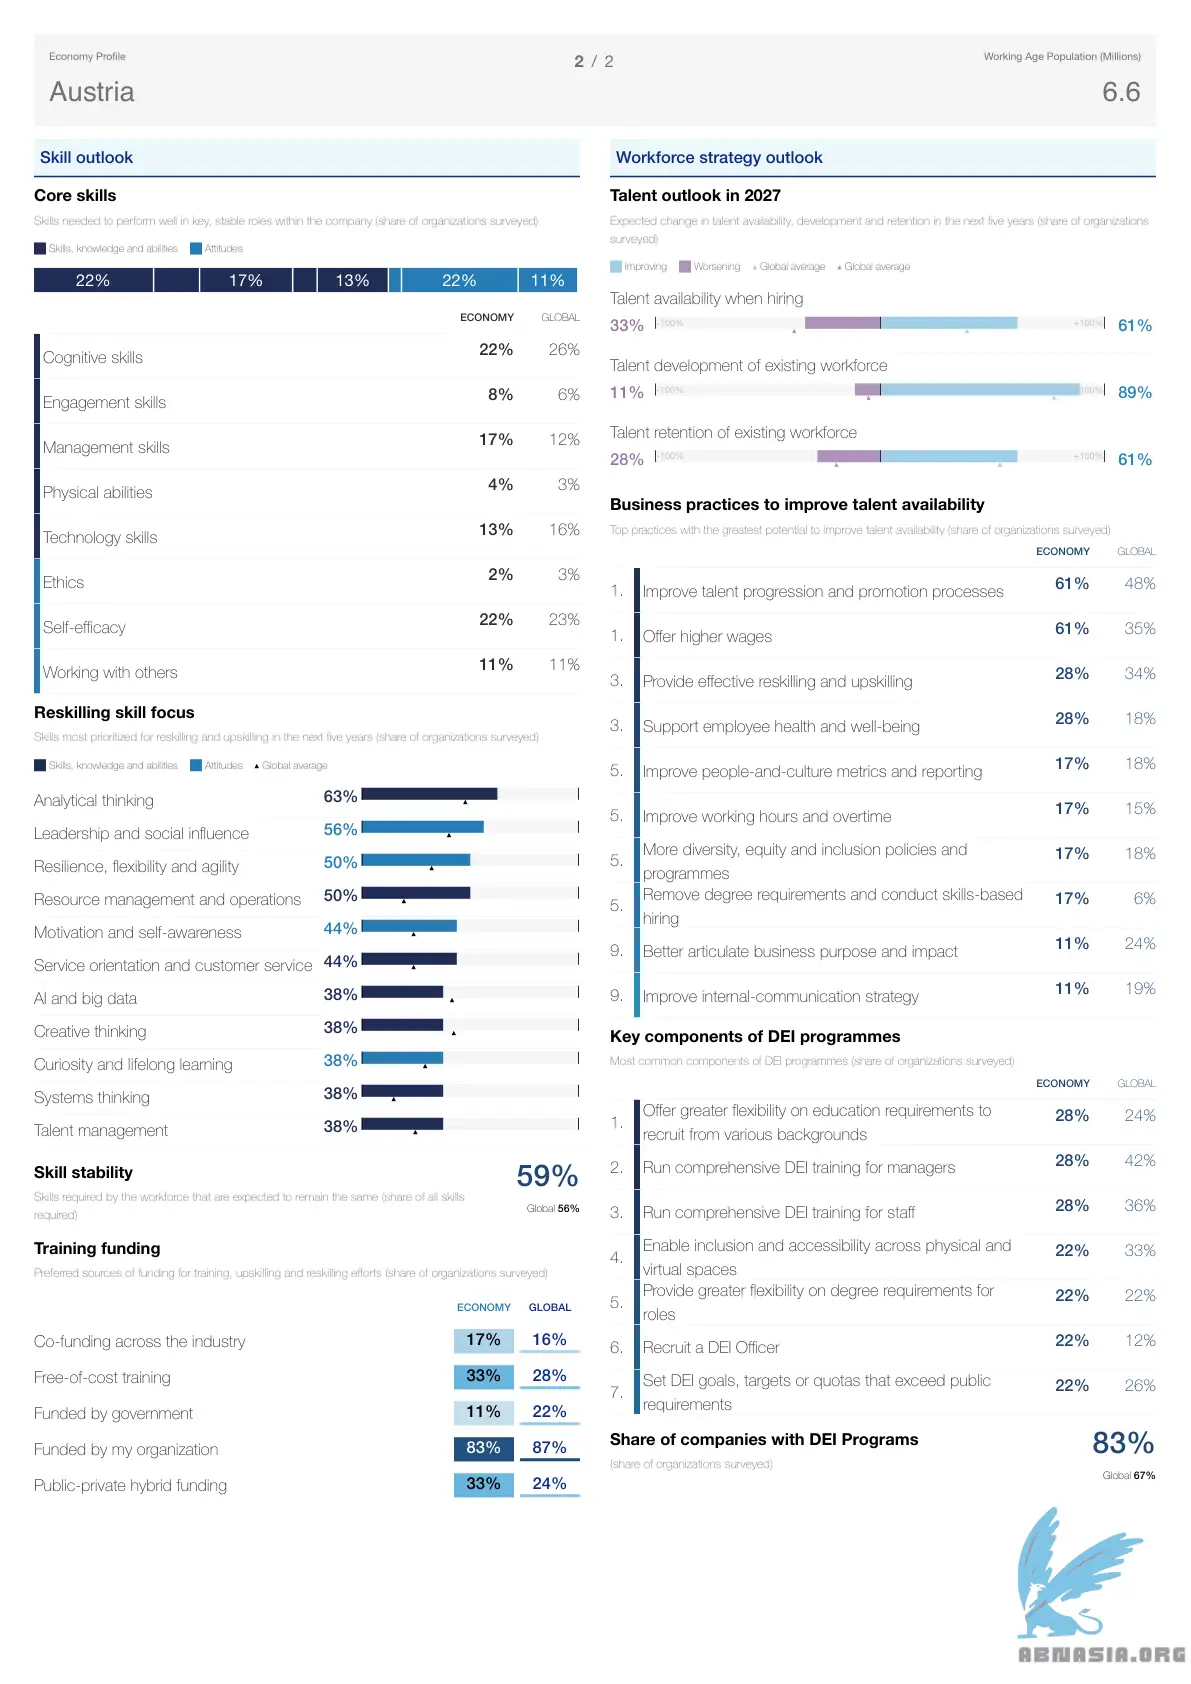 Economy Profile
2 / 2
Working Age Population (Millions)
Austria
6.6
Skill outlook
Core skills
Skills needed to perform well in key, stable roles within the company (share of organizations surveyed)
Skills, knowledge and abilities Attitudes
22% 17% 13% 22% 11%
ECONOMY GLOBAL
Cognitive skills 22% 26%
Engagement skills 8% 6%
Management skills 17% 12%
Physical abilities 4% 3%
Technology skills 13% 16%
Ethics 2% 3%
Self-efficacy 22% 23%
Working with others 11% 11%
Reskilling skill focus
Skills most prioritized for reskilling and upskilling in the next five years (share of organizations surveyed)
Skills, knowledge and abilities Attitudes Global average
Analytical thinking 63%
Leadership and social influence 56%
Resilience, flexibility and agility 50%
Resource management and operations 50%
Motivation and self-awareness 44%
Service orientation and customer service 44%
AI and big data 38%
Creative thinking 38%
Curiosity and lifelong learning 38%
Systems thinking 38%
Talent management 38%
Skill stability 59%
Skills required by the workforce that are expected to remain the same (share of all skills
required)
Global 56%
Training funding
Preferred sources of funding for training, upskilling and reskilling efforts (share of organizations surveyed)
ECONOMY GLOBAL
Co-funding across the industry 17% 16%
Free-of-cost training 33% 28%
Funded by government 11% 22%
Funded by my organization 83% 87%
Public-private hybrid funding 33% 24%
Workforce strategy outlook
Talent outlook in 2027
Expected change in talent availability, development and retention in the next five years (share of organizations
surveyed)
Improving Worsening Global average Global average
Talent availability when hiring
33% -100% +100% 61%
Talent development of existing workforce
11% -100% +100% 89%
Talent retention of existing workforce
28% -100% +100% 61%
Business practices to improve talent availability
Top practices with the greatest potential to improve talent availability (share of organizations surveyed)
ECONOMY GLOBAL
1. Improve talent progression and promotion processes 61% 48%
1. Offer higher wages 61% 35%
3. Provide effective reskilling and upskilling 28% 34%
3. Support employee health and well-being 28% 18%
5. Improve people-and-culture metrics and reporting 17% 18%
5. Improve working hours and overtime 17% 15%
5. More diversity, equity and inclusion policies and
programmes 17% 18%
5. Remove degree requirements and conduct skills-based
hiring 17% 6%
9. Better articulate business purpose and impact 11% 24%
9. Improve internal-communication strategy 11% 19%
Key components of DEI programmes
Most common components of DEI programmes (share of organizations surveyed)
ECONOMY GLOBAL
1. Offer greater flexibility on education requirements to
recruit from various backgrounds 28% 24%
2. Run comprehensive DEI training for managers 28% 42%
3. Run comprehensive DEI training for staff 28% 36%
4. Enable inclusion and accessibility across physical and
virtual spaces 22% 33%
5. Provide greater flexibility on degree requirements for
roles 22% 22%
6. Recruit a DEI Officer 22% 12%
7. Set DEI goals, targets or quotas that exceed public
requirements 22% 26%
Share of companies with DEI Programs 83%
(share of organizations surveyed)
Global 67%
ABNASIA.ORG